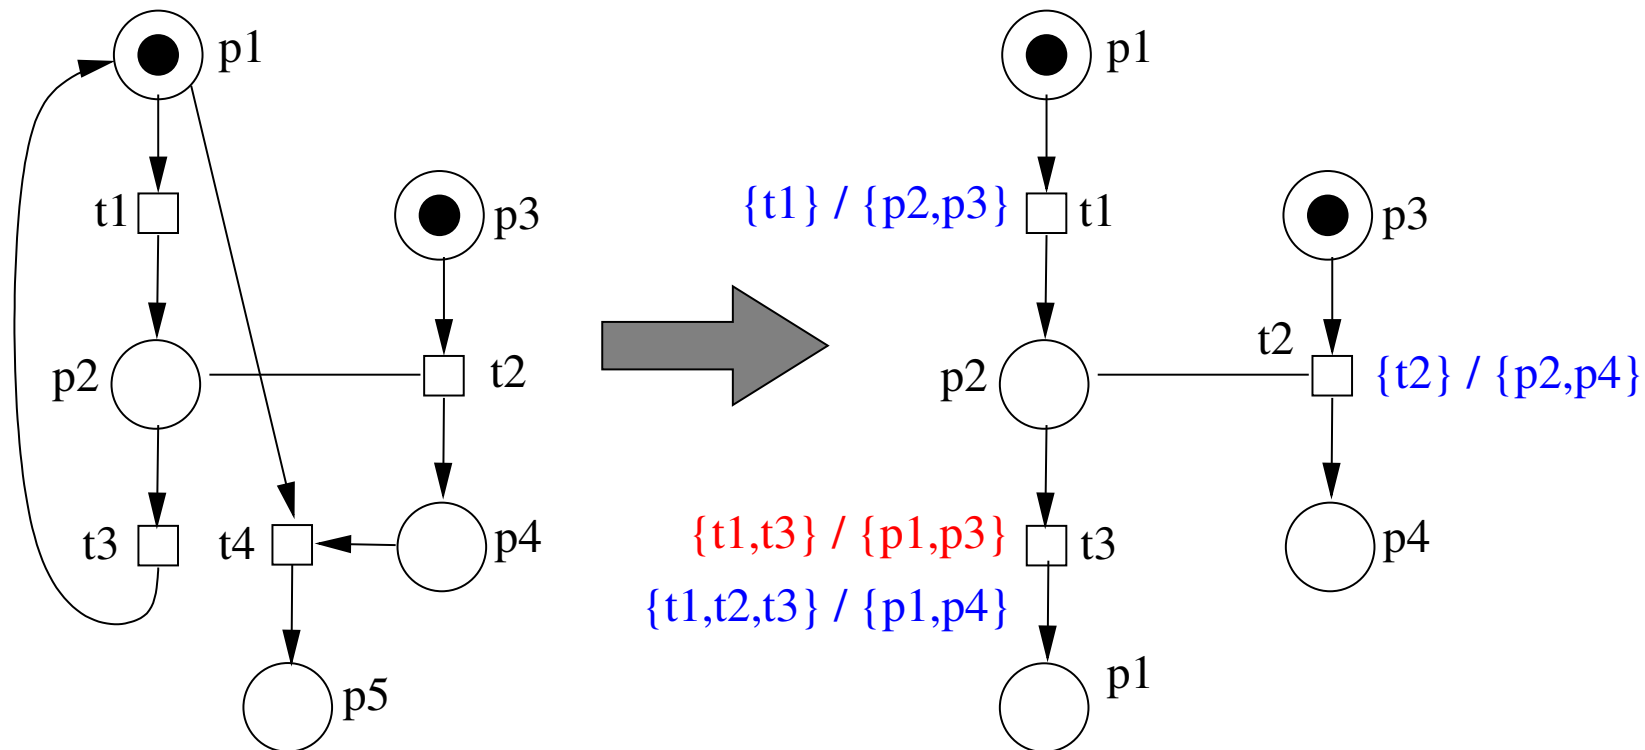 p1
t1
p3
p2
t2
t3
t4
p4
p5
p1
{t1} / {p2,p3}
t1
p3
t2
p2
{t2} / {p2,p4}
{t1,t3} / {p1,p3}
t3
p4
{t1,t2,t3} / {p1,p4}
p1